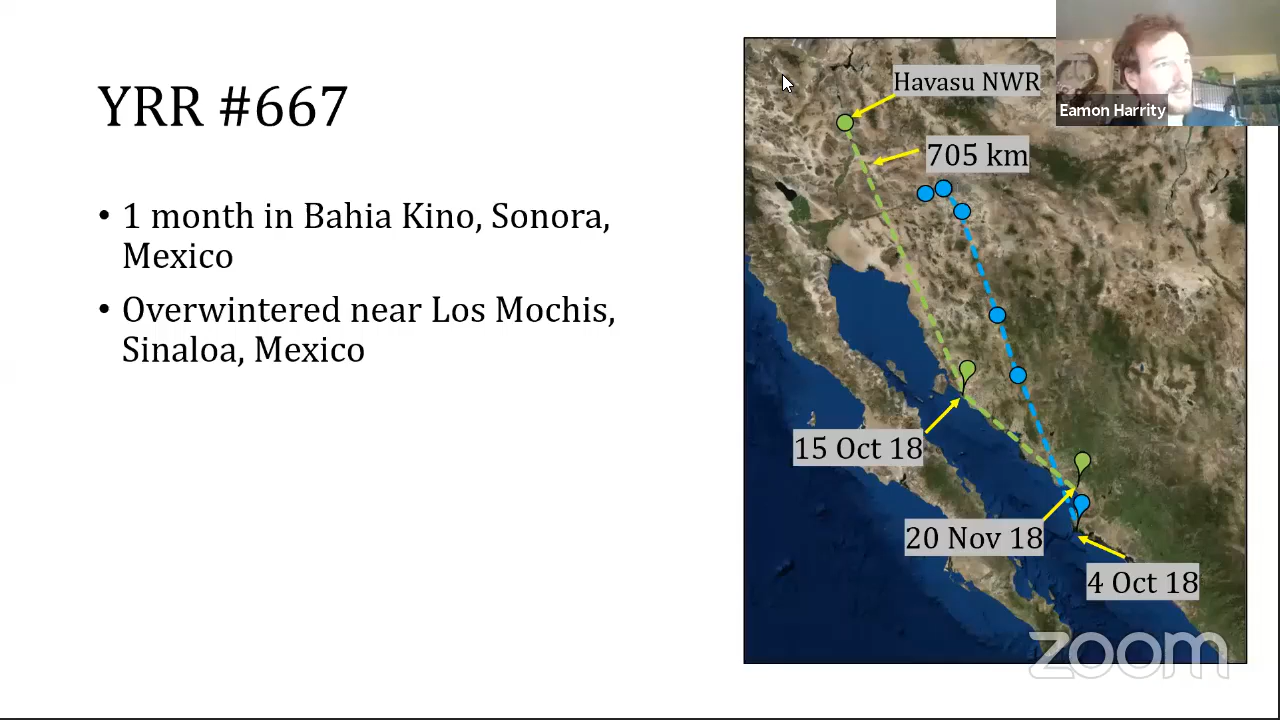 YRR #667
• 1 month in Bahia Kino, Sonora,
Mexico
• Overwintered near Los Mochis,
Sinaloa, Mexico
Havasu NWR
705 km
15 Oct 18
20 Nov 18
4 Oct 18
Eamon Harrity
zoom